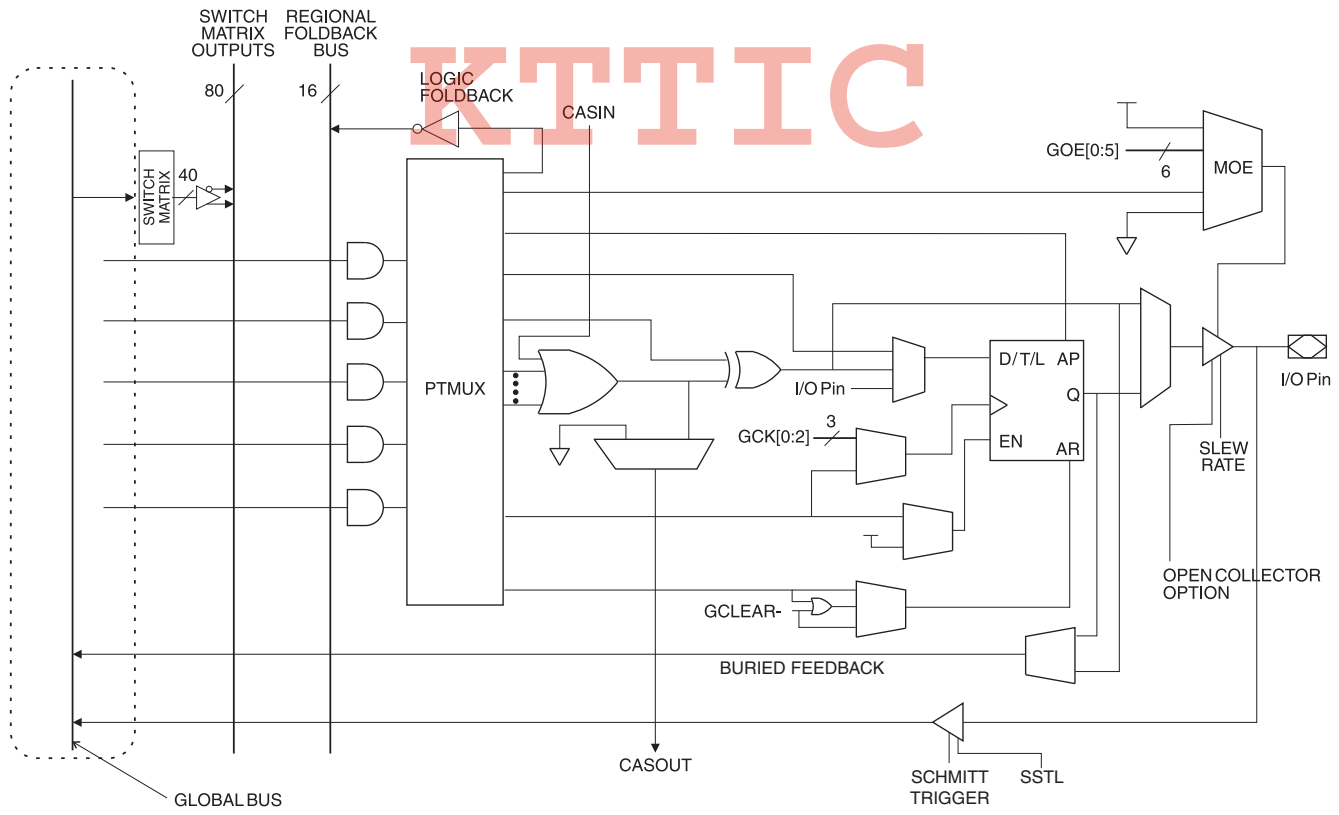 SWITCH
MATRIX
OUTPUTS
REGIONAL
FOLDBACK
BUS
KTTIC
80
16
LOGIC
FOLDBACK
CASIN
GOE[0:5]
6
MOE
SWITCH
MATRIX
40
PTMUX
I/O Pin
D/T/L
AP
Q
EN
AR
I/O Pin
GCK[0:2]
3
SLEW
RATE
OPEN COLLECTOR
OPTION
GCLEAR-
BURIED FEEDBACK
CASOUT
SCHMITT
TRIGGER
SSTL
GLOBAL BUS